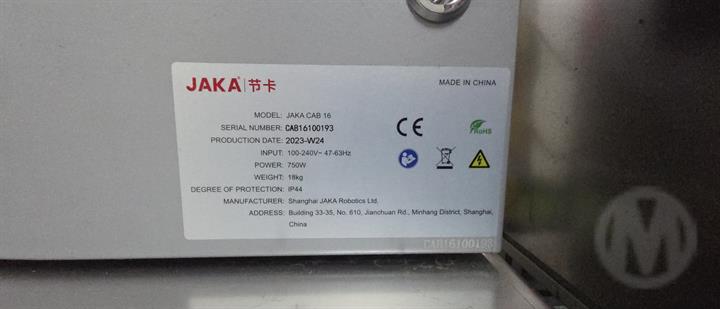 JAKA 节卡
MADE IN CHINA
MODEL: JAKA CAB 16
SERIAL NUMBER: CAB16100193
PRODUCTION DATE: 2023-W24
INPUT: 100-240V~ 47-63Hz
POWER: 750W
WEIGHT: 18kg
DEGREE OF PROTECTION: IP44
MANUFACTURER: Shanghai JAKA Robotics Ltd.
ADDRESS: Building 33-35, No. 610, Jianchuan Rd., Minhang District, Shanghai,
China
CE
RoHS
CAB16100193
M